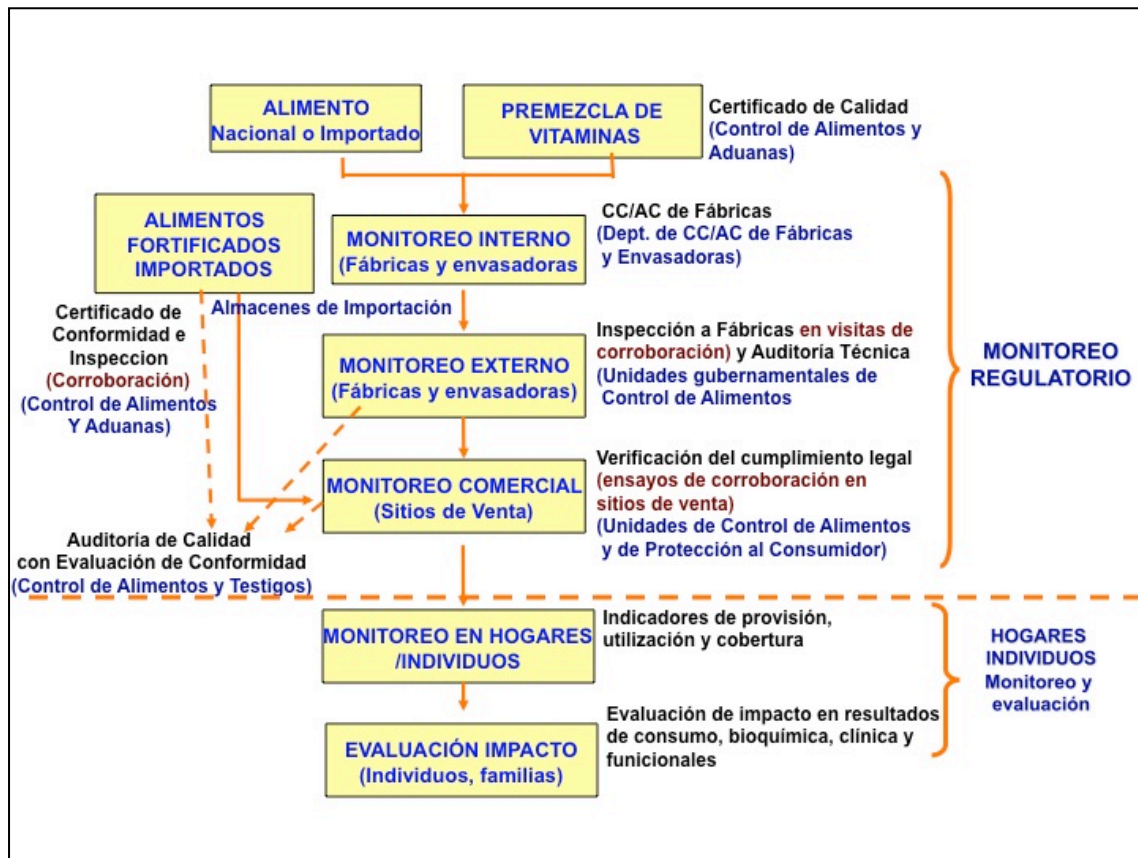 ALIMENTO
Nacional o Importado
PREMEZCLA DE
VITAMINAS
Certificado de Calidad
(Control de Alimentos y
Aduanas)
ALIMENTOS
FORTIFICADOS
IMPORTADOS
MONITOREO INTERNO
(Fábricas y envasadoras
CC/AC de Fábricas
(Dept. de CC/AC de Fábricas
y Envasadoras)
Almacenes de Importación
Certificado de
Conformidad e
Inspeccion
(Corroboración)
(Control de Alimentos
Y Aduanas)
MONITOREO EXTERNO
(Fábricas y envasadoras)
Inspección a Fábricas en visitas de
corroboración) y Auditoría Técnica
(Unidades gubernamentales de
Control de Alimentos
MONITOREO
REGULATORIO
MONITOREO COMERCIAL
(Sitios de Venta)
Verificación del cumplimiento legal
(ensayos de corroboración en
sitios de venta)
(Unidades de Control de Alimentos
y de Protección al Consumidor)
Auditoría de Calidad
con Evaluación de Conformidad
(Control de Alimentos y Testigos)
MONITOREO EN HOGARES
/INDIVIDUOS
Indicadores de provisión,
utilización y cobertura
HOGARES
INDIVIDUOS
Monitoreo y
evaluación
EVALUACIÓN IMPACTO
(Individuos, familias)
Evaluación de impacto en resultados
de consumo, bioquímica, clínica y
funicionales